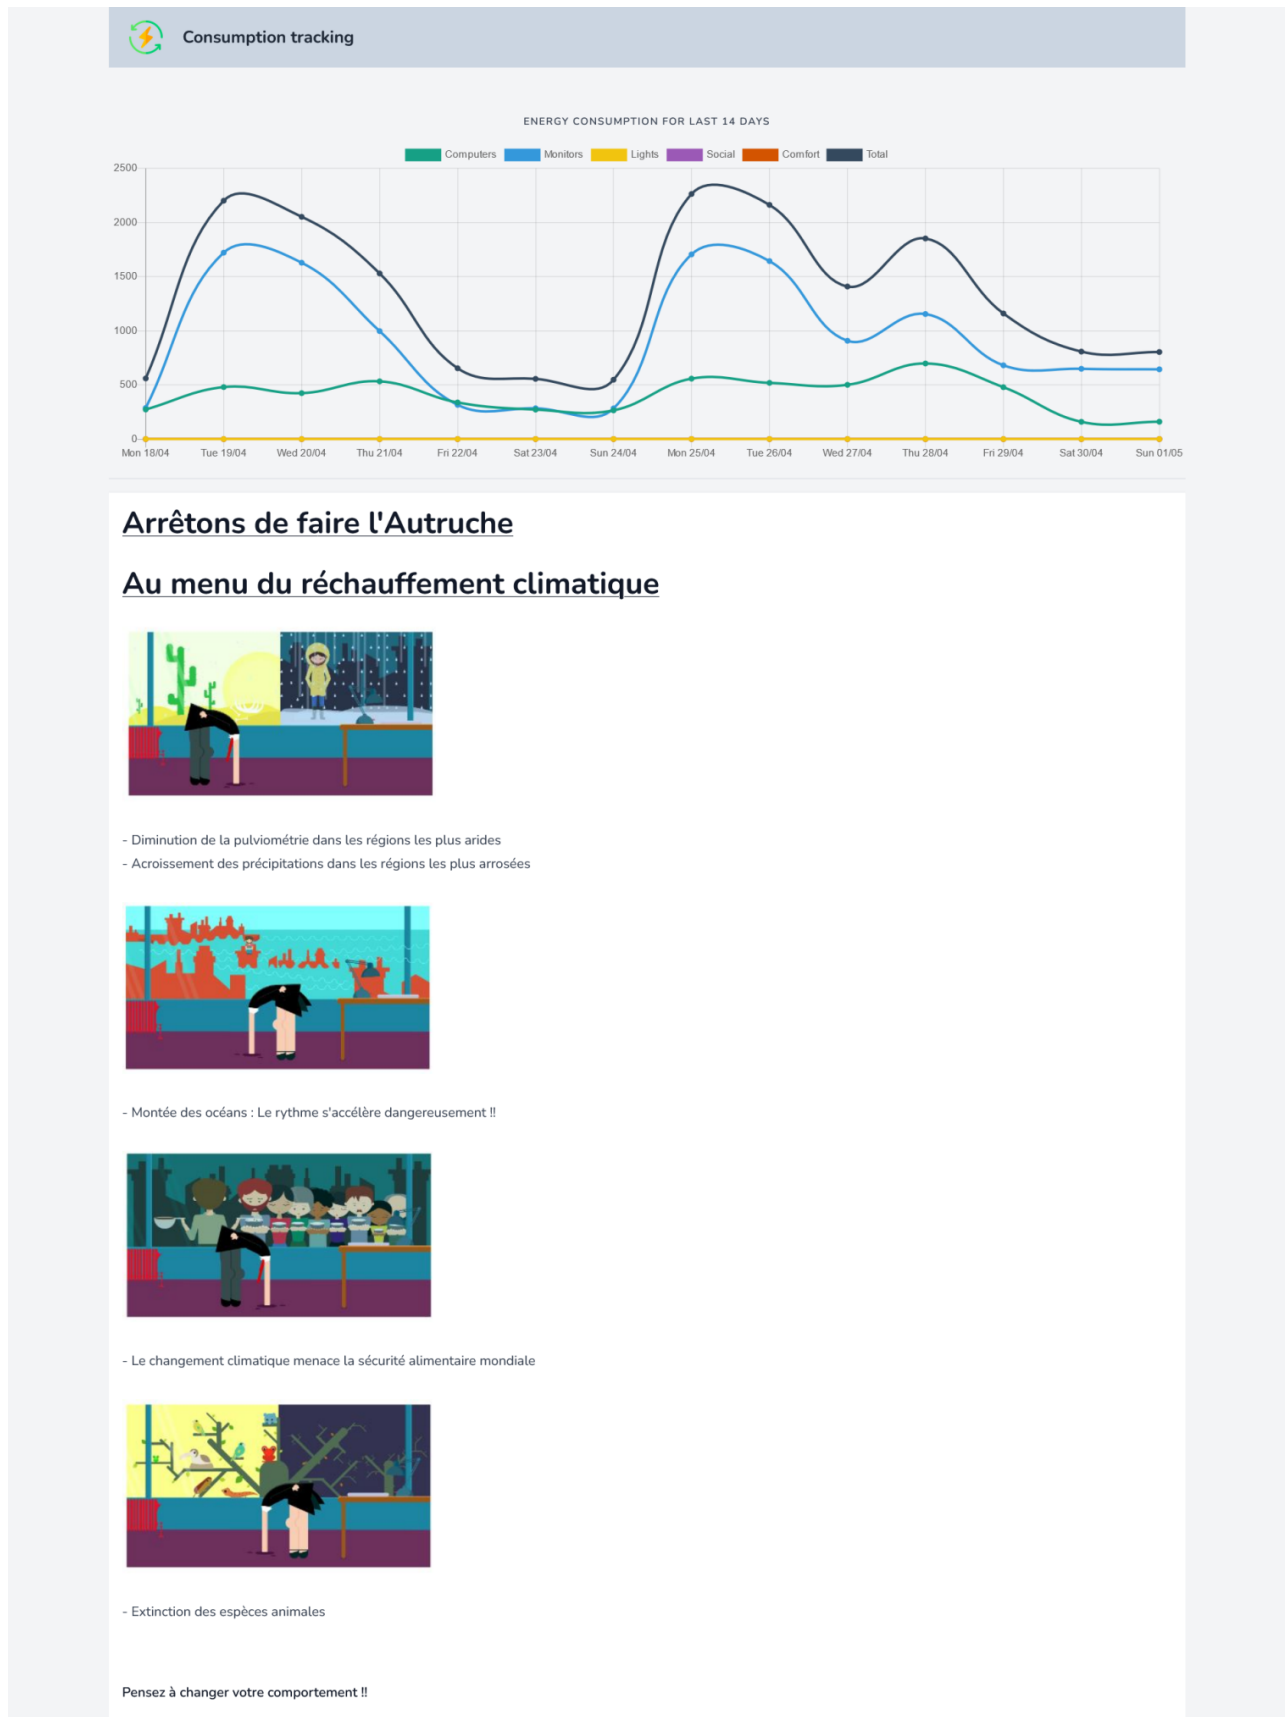 Consumption tracking
ENERGY CONSUMPTION FOR LAST 14 DAYS
Computers Monitors Lights Social Comfort Total
2500
2000
1500
1000
500
0
Mon 18/04 Tue 19/04 Wed 20/04 Thu 21/04 Fri 22/04 Sat 23/04 Sun 24/04 Mon 25/04 Tue 26/04 Wed 27/04 Thu 28/04 Fri 29/04 Sat 30/04 Sun 01/05
Arrêtons de faire l'Autruche
Au menu du réchauffement climatique
- Diminution de la pulviométrie dans les régions les plus arides
- Acroissement des précipitations dans les régions les plus arrosées
- Montée des océans : Le rythme s'accélère dangereusement !!
- Le changement climatique menace la sécurité alimentaire mondiale
- Extinction des espèces animales
Pensez à changer votre comportement !!